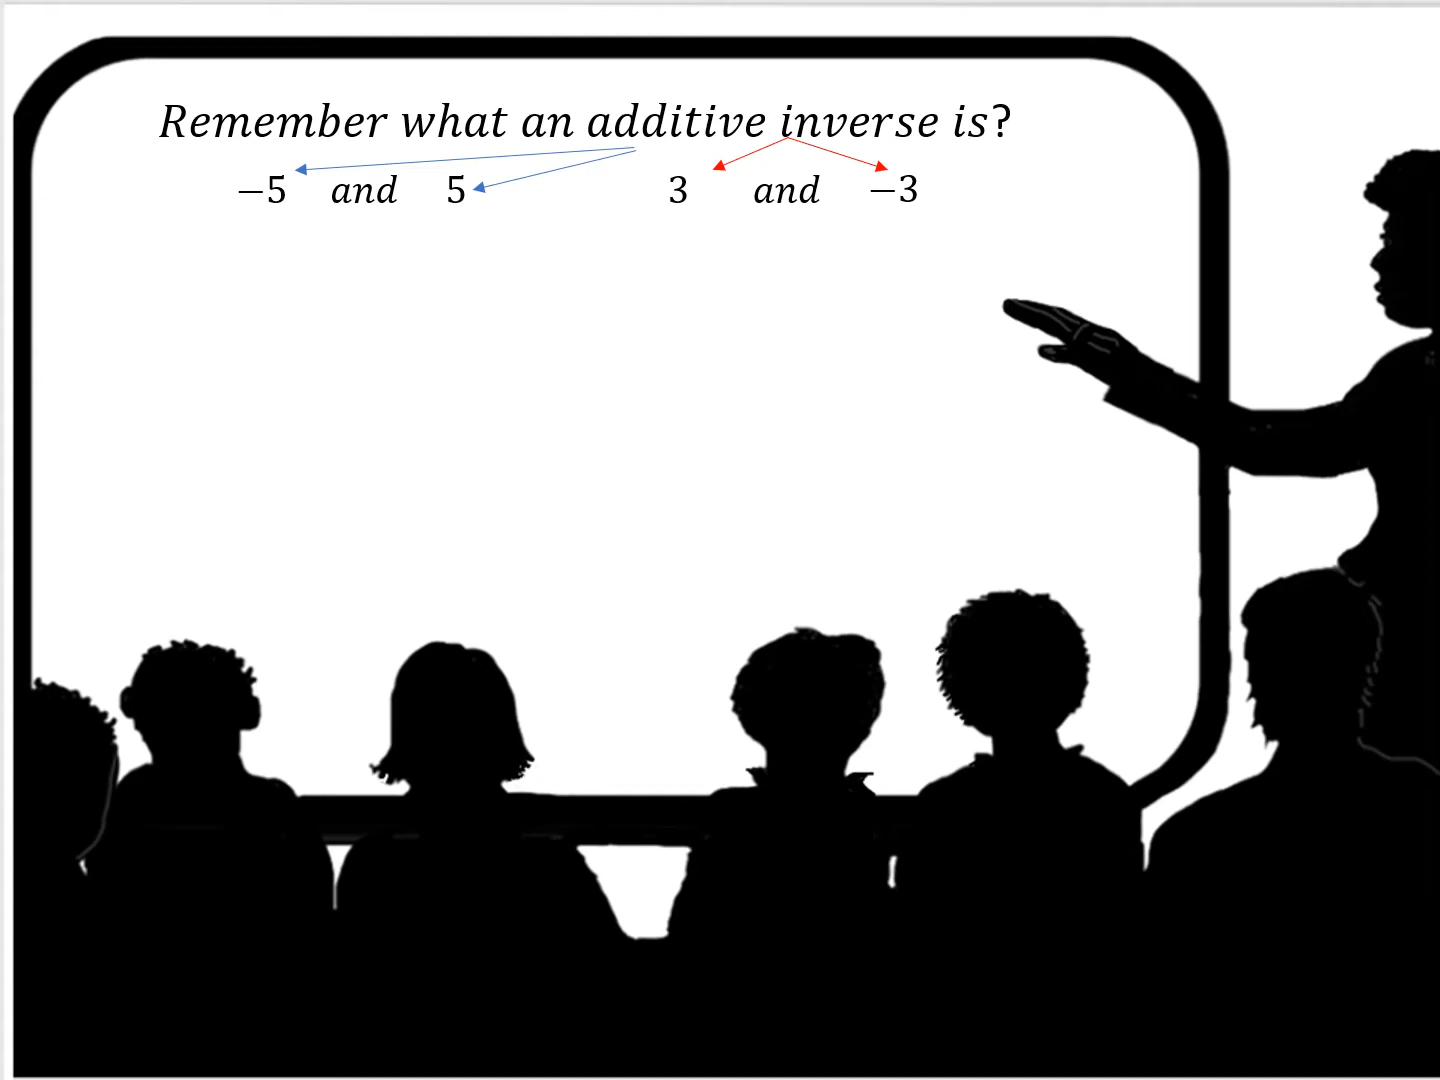 Remember what an additive inverse is?
−5 and 5 3 and −3